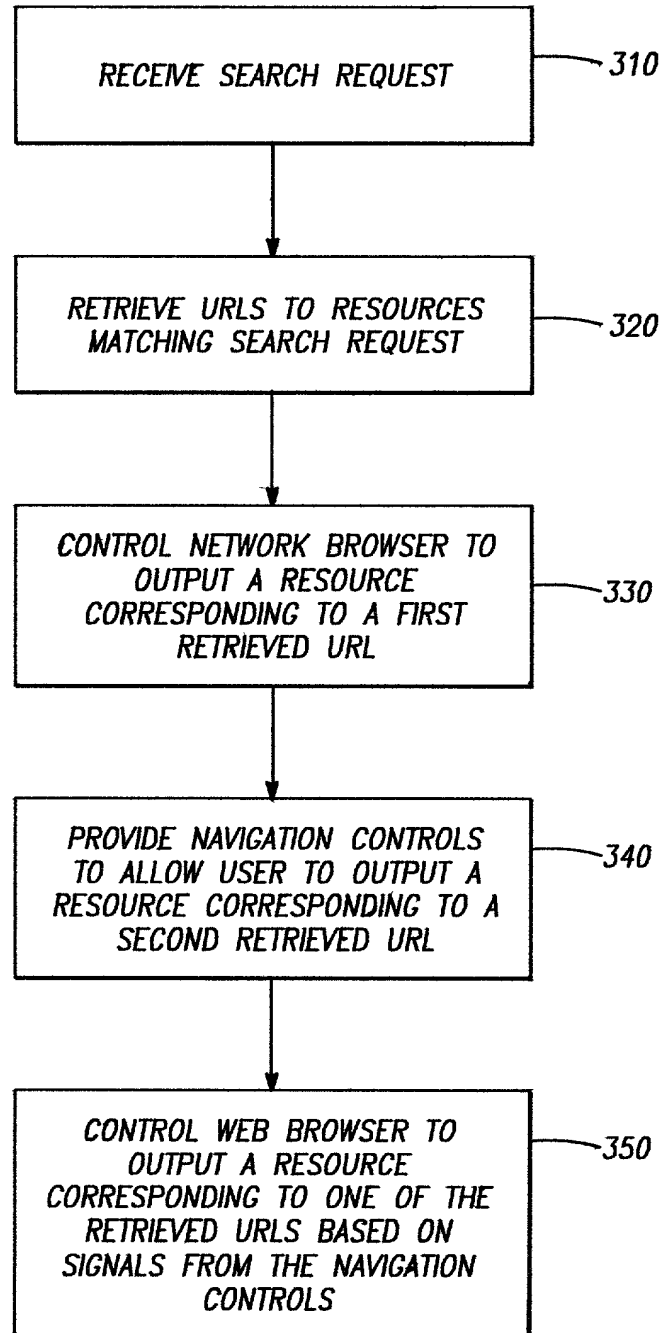 RECEIVE SEARCH REQUEST
310
RETRIEVE URLS TO RESOURCES
MATCHING SEARCH REQUEST
320
CONTROL NETWORK BROWSER TO
OUTPUT A RESOURCE
CORRESPONDING TO A FIRST
RETRIEVED URL
330
PROVIDE NAVIGATION CONTROLS
TO ALLOW USER TO OUTPUT A
RESOURCE CORRESPONDING TO A
SECOND RETRIEVED URL
340
CONTROL WEB BROWSER TO
OUTPUT A RESOURCE
CORRESPONDING TO ONE OF THE
RETRIEVED URLS BASED ON
SIGNALS FROM THE NAVIGATION
CONTROLS
350